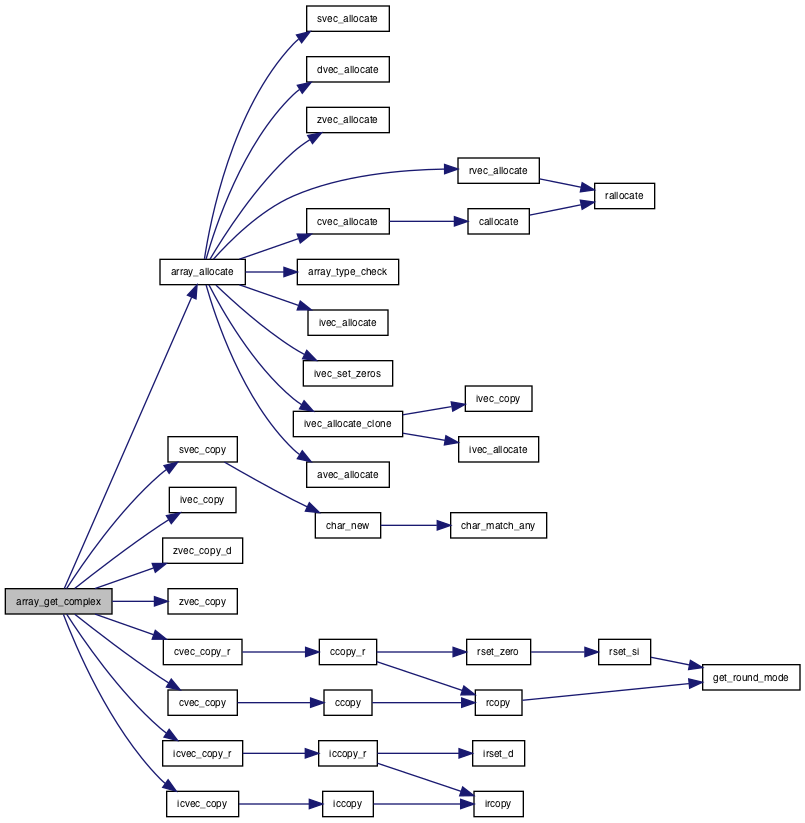 svec_allocate
dvec_allocate
zvec_allocate
rvec_allocate
rallocate
cvec_allocate
callocate
array_allocate
array_type_check
ivec_allocate
ivec_set_zeros
ivec_copy
ivec_allocate_clone
ivec_allocate
svec_copy
avec_allocate
ivec_copy
char_new
char_match_any
zvec_copy_d
array_get_complex
zvec_copy
cvec_copy_r
ccopy_r
rset_zero
rset_si
get_round_mode
cvec_copy
ccopy
rcopy
icvec_copy_r
iccopy_r
irset_d
icvec_copy
iccopy
ircopy